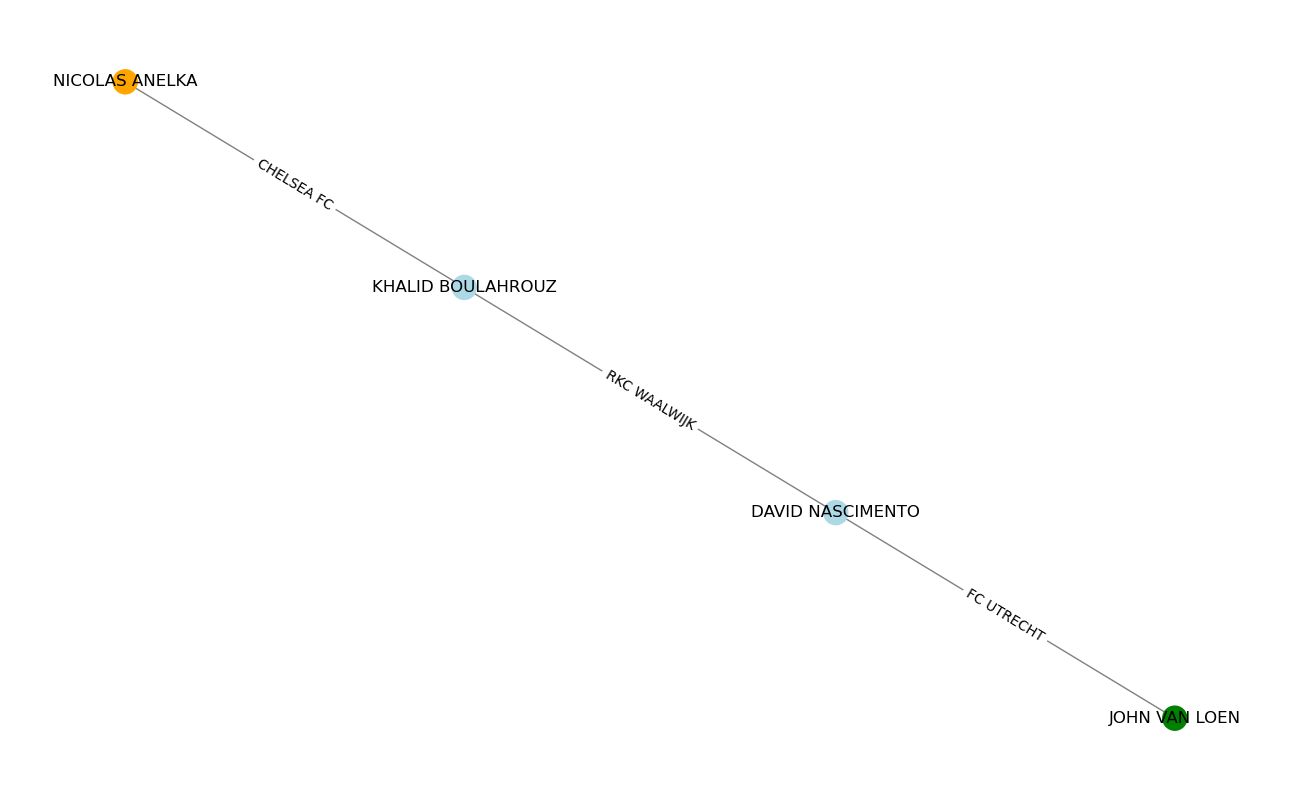 NICOLAS ANELKA
CHELSEA FC
KHALID BOULAHROUZ
RKC WAALWIJK
DAVID NASCIMENTO
FC UTRECHT
JOHN VAN LOEN